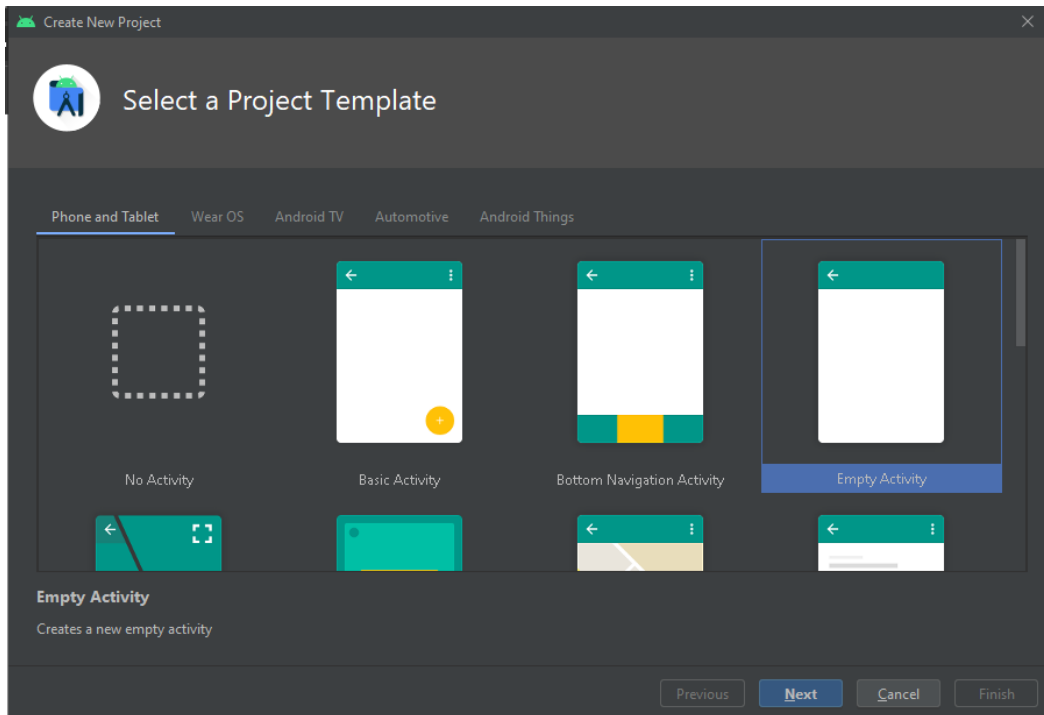 Create New Project
Select a Project Template
Phone and Tablet Wear OS Android TV Automotive Android Things
No Activity Basic Activity Bottom Navigation Activity Empty Activity
Empty Activity
Creates a new empty activity
Previous Next Cancel Finish